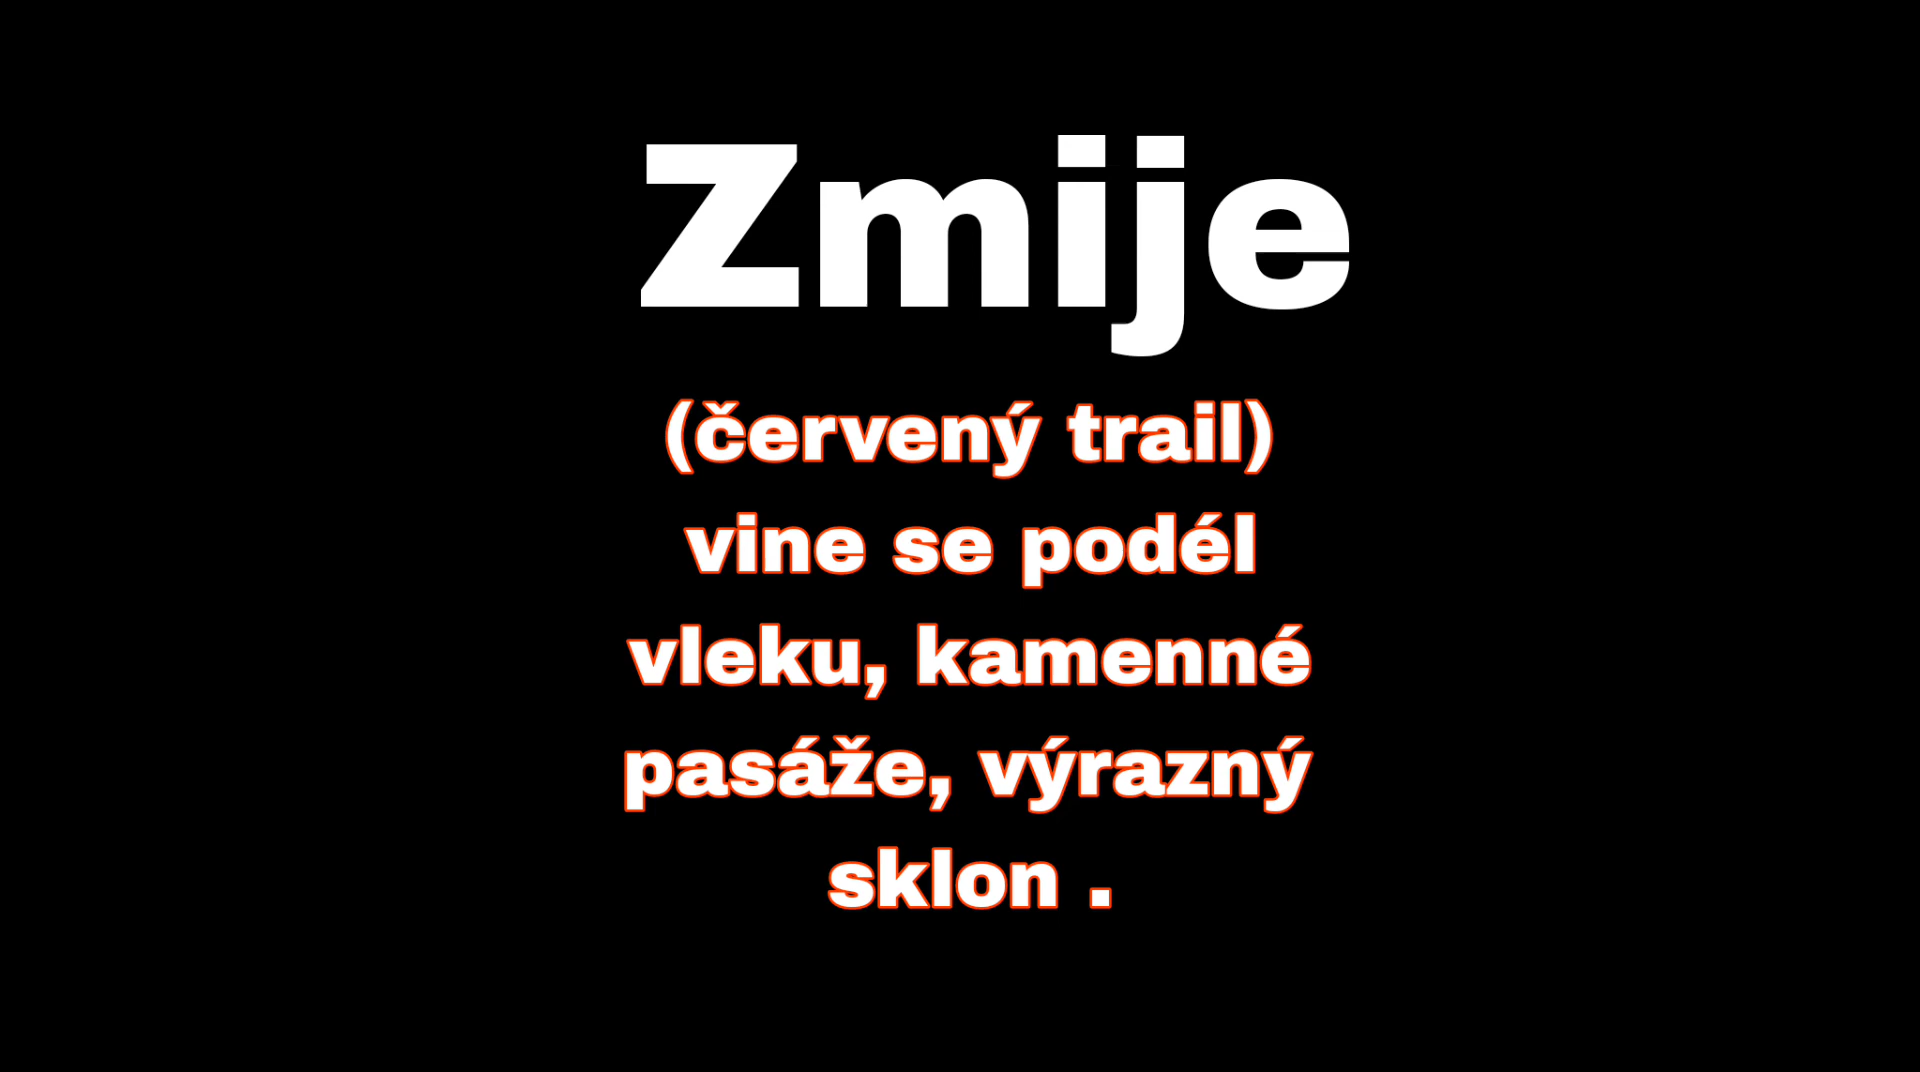 Zmije
(červený trail)
vine se podél
vleku, kamenné
pasáže, výrazný
sklon .